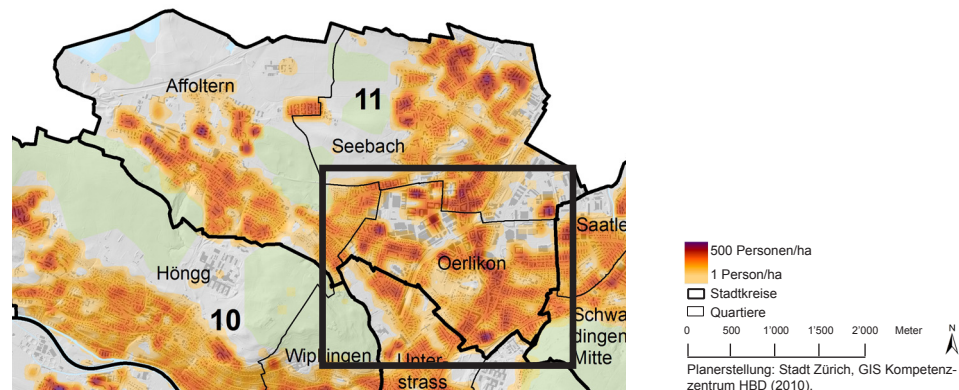 Affoltern
11
Seebach
Saatle
Oerlikon
Höngg
10
Schwa
dingen
Mitte
Wipkingen
Unter-
strass
500 Personen/ha
1 Person/ha
Stadtkreise
Quartiere
0 500 1'000 1'500 2'000 Meter
N
Planerstellung: Stadt Zürich, GIS Kompetenz-
zentrum HBD (2010).